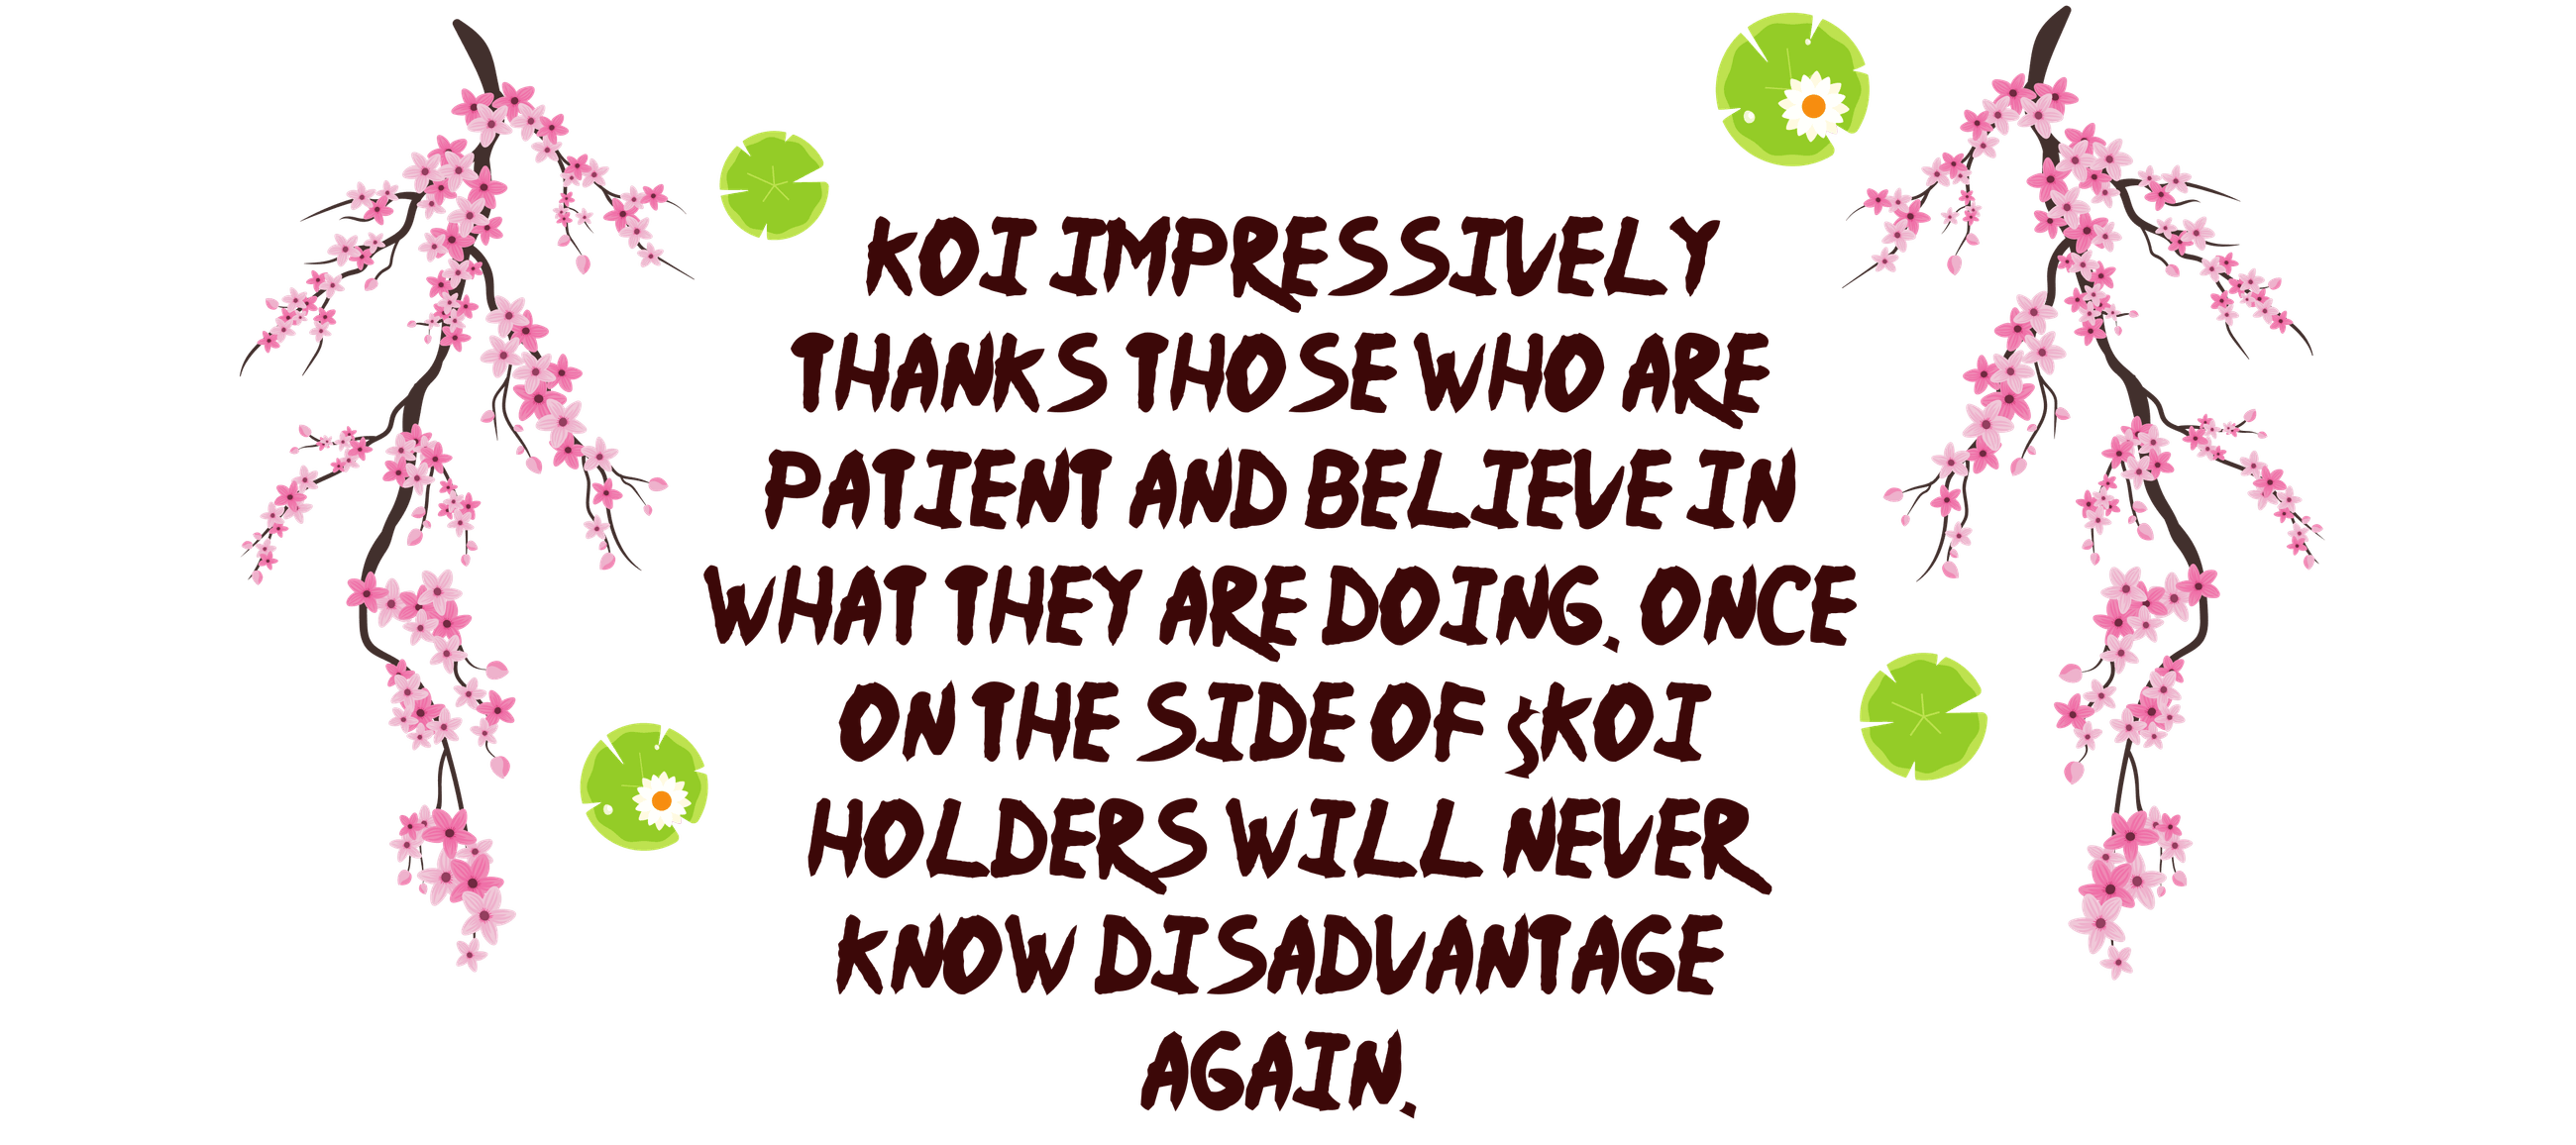 KOI IMPRESSIVELY
THANKS THOSE WHO ARE
PATIENT AND BELIEVE IN
WHAT THEY ARE DOING. ONCE
ON THE SIDE OF $KOI
HOLDERS WILL NEVER
KNOW DISADVANTAGE
AGAIN.